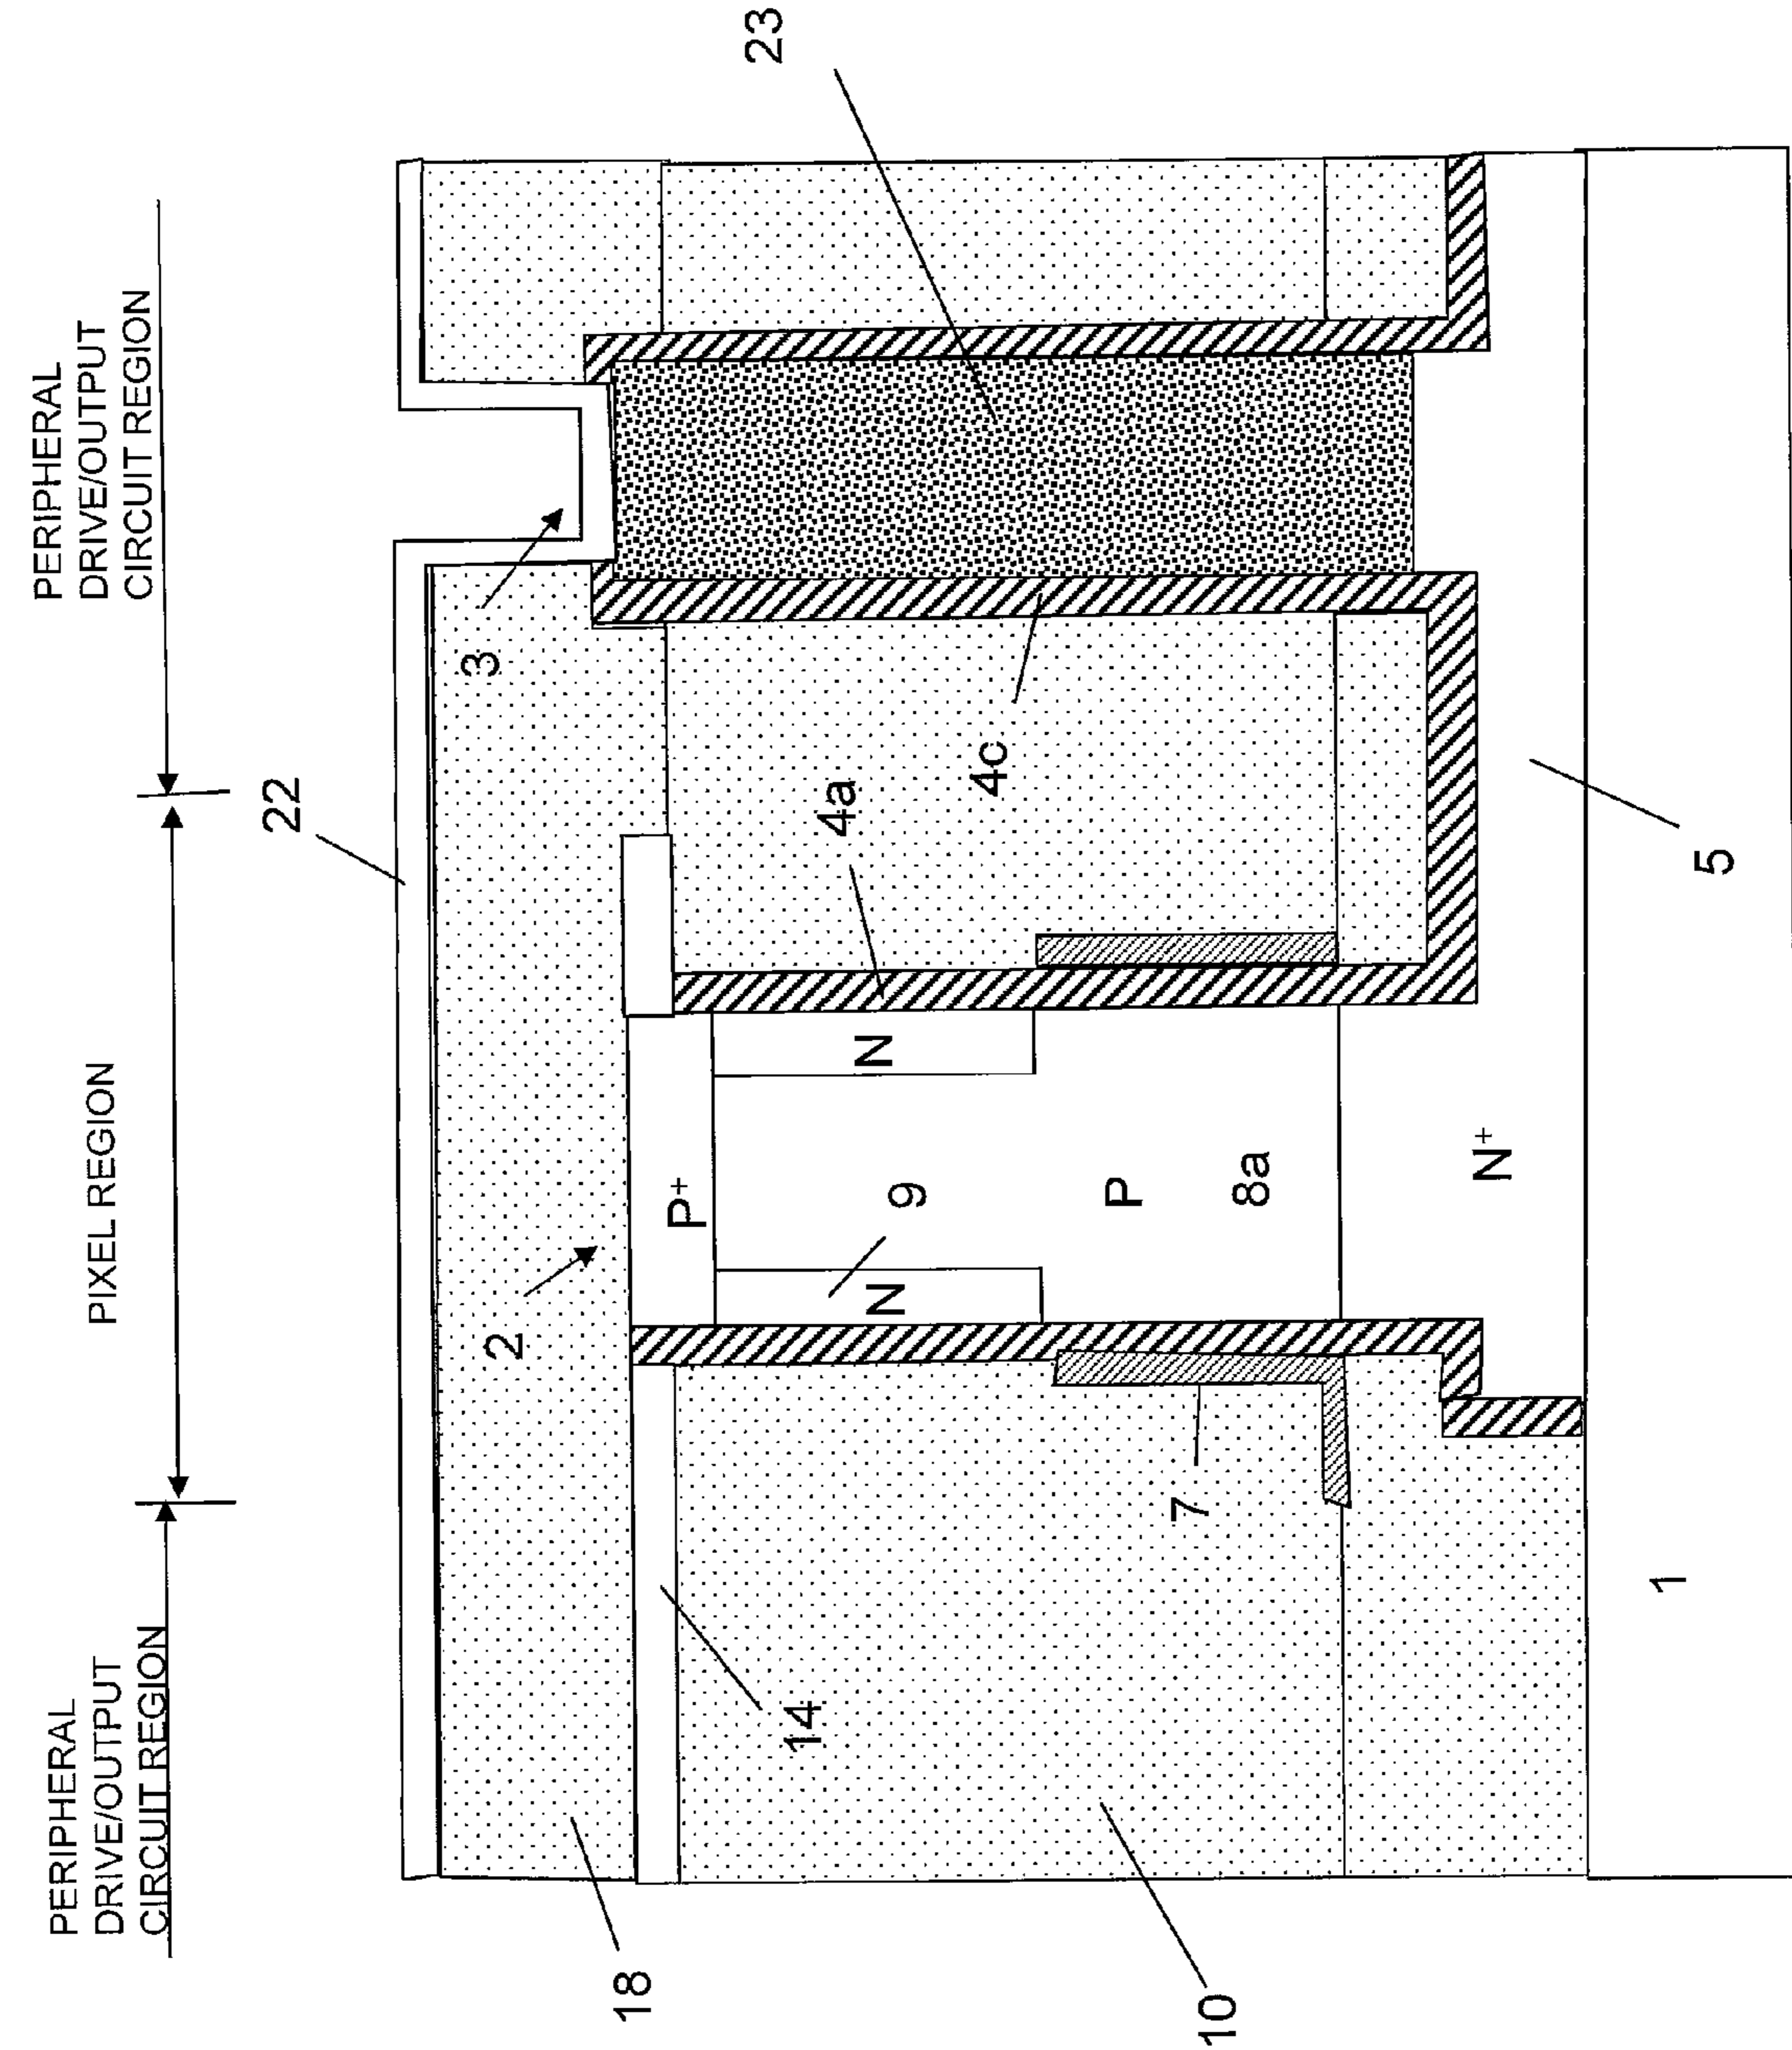 PERIPHERAL
DRIVE/OUTPUT
CIRCUIT REGION
PIXEL REGION
PERIPHERAL
DRIVE/OUTPUT
CIRCUIT REGION
22
23
18
2
3
14
P+
N
N
9
4a
4c
P
7
8a
10
N+
5
1